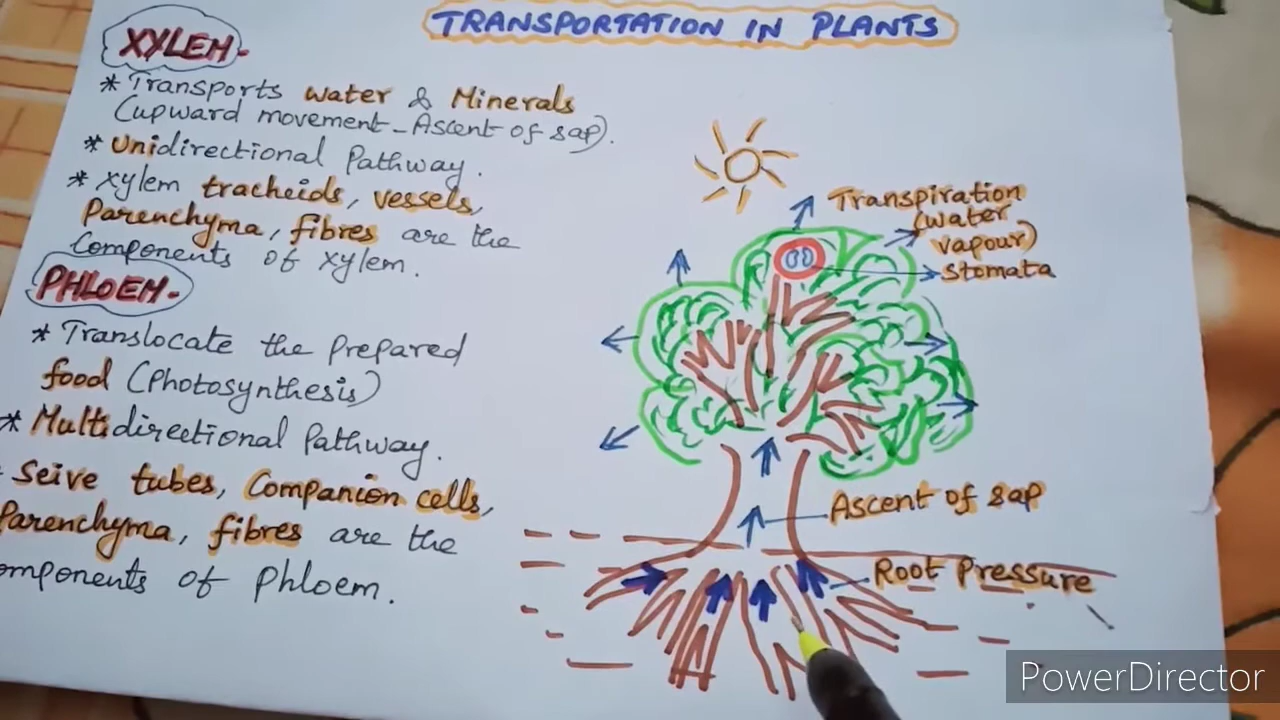 TRANSPORTATION IN PLANTS
XYLEM -
* Transports water & Minerals
(upward movement - Ascent of sap).
* Unidirectional Pathway.
* Xylem tracheids, vessels,
Parenchyma, fibres are the
Components of xylem.
PHLOEM -
* Translocate the prepared
food (Photosynthesis)
* Multidirectional Pathway.
Seive tubes, Companion cells,
Parenchyma, fibres are the
omponents of Phloem.
Transpiration
(water
vapour)
Stomata
Ascent of sap
Root Pressure
PowerDirector